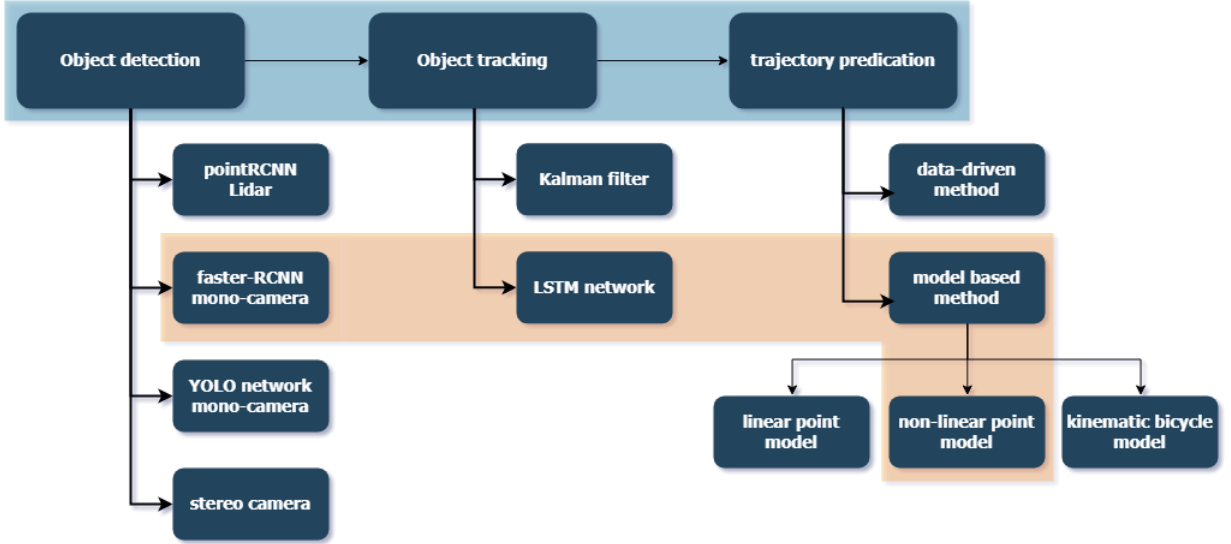 Object detection
Object tracking
trajectory predication
pointRCNN
Lidar
Kalman filter
data-driven
method
faster-RCNN
mono-camera
LSTM network
model based
method
YOLO network
mono-camera
linear point
model
non-linear point
model
kinematic bicycle
model
stereo camera